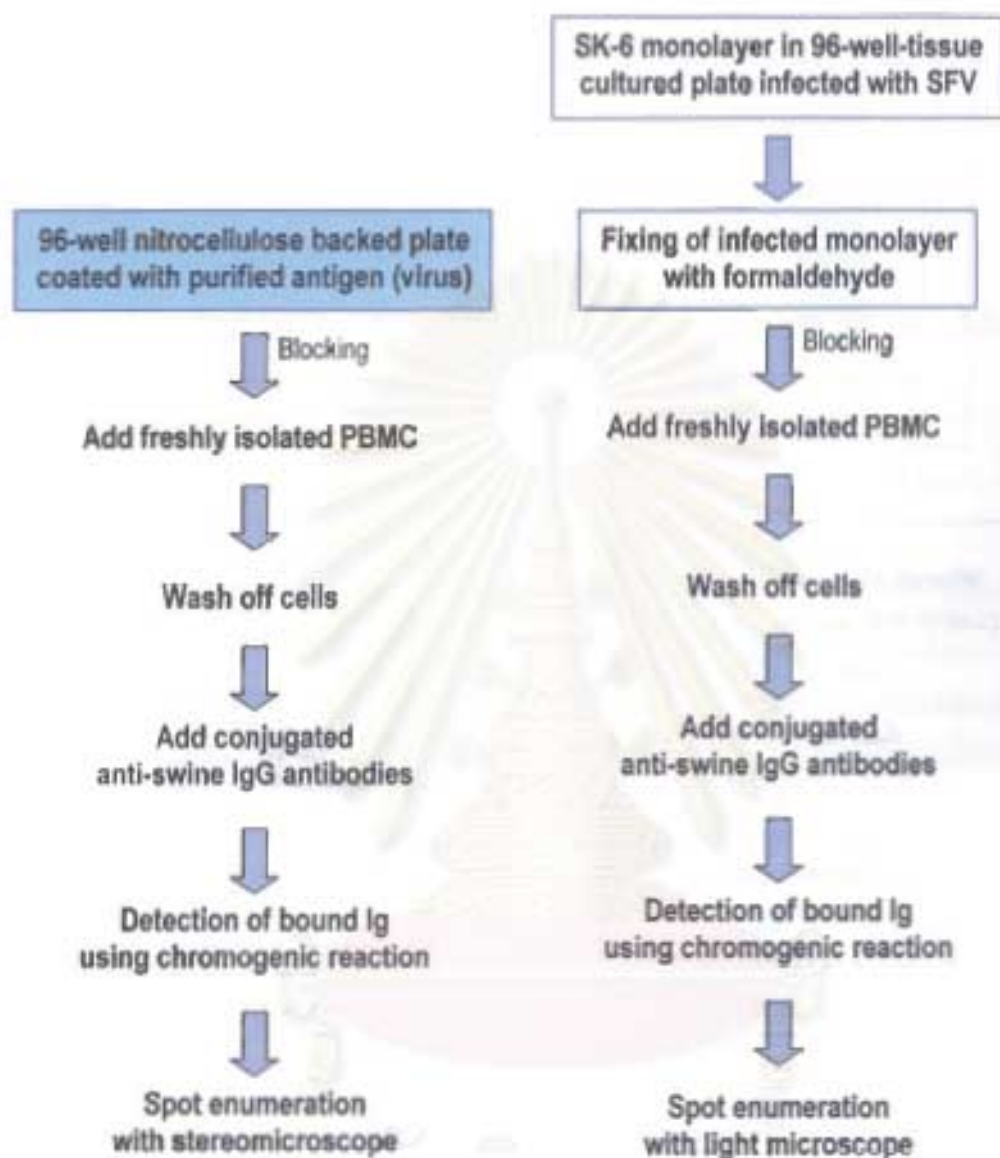 SK-6 monolayer in 96-well-tissue
cultured plate infected with SFV
96-well nitrocellulose backed plate
coated with purified antigen (virus)
Blocking
Add freshly isolated PBMC
Wash off cells
Add conjugated
anti-swine IgG antibodies
Detection of bound Ig
using chromogenic reaction
Spot enumeration
with stereomicroscope
Fixing of infected monolayer
with formaldehyde
Blocking
Add freshly isolated PBMC
Wash off cells
Add conjugated
anti-swine IgG antibodies
Detection of bound Ig
using chromogenic reaction
Spot enumeration
with light microscope